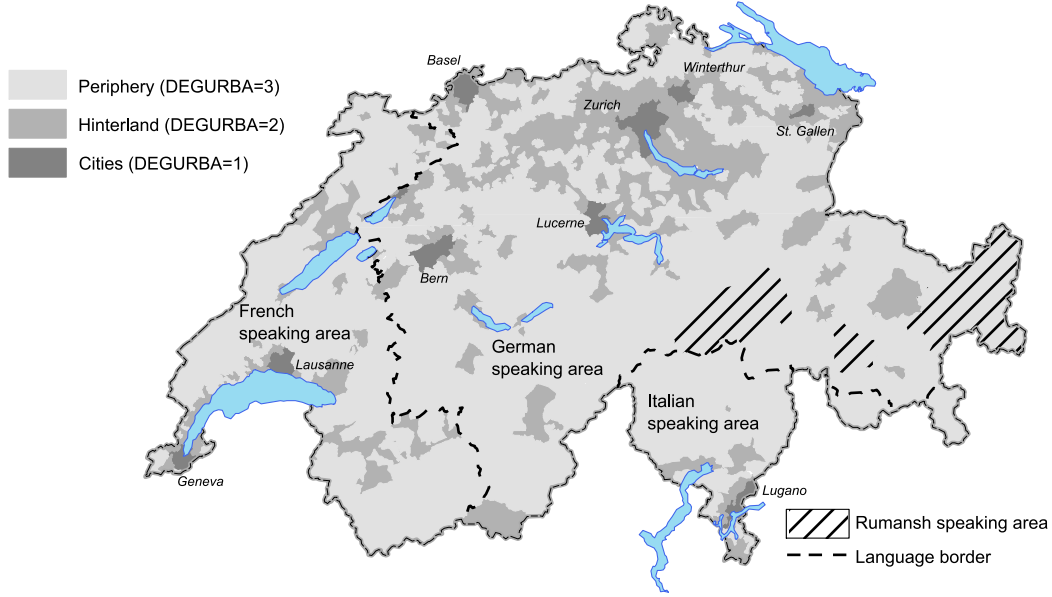 Periphery (DEGURBA=3)
Hinterland (DEGURBA=2)
Cities (DEGURBA=1)
Basel
Winterthur
Zurich
St. Gallen
Lucerne
Bern
French
speaking area
German
speaking area
Lausanne
Italian
speaking area
Geneva
Lugano
Rumansh speaking area
Language border